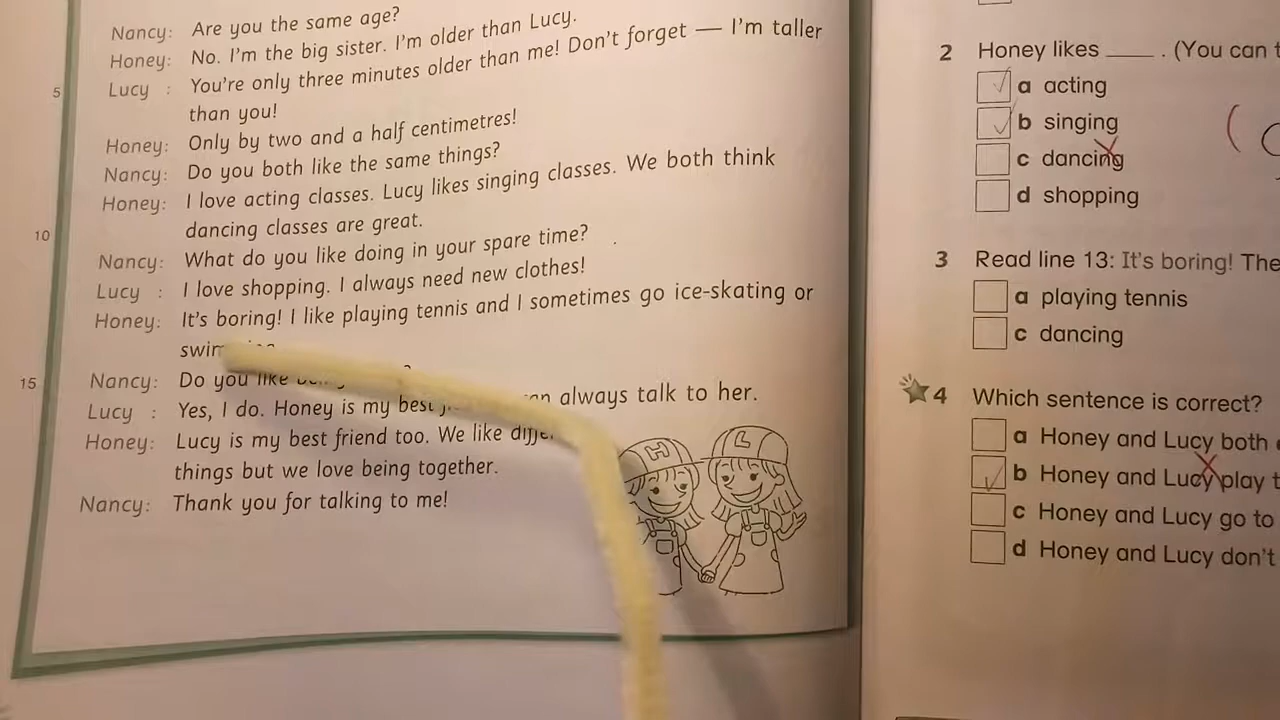 Nancy: Are you the same age?
Honey: No. I'm the big sister. I'm older than Lucy.
5 Lucy : You're only three minutes older than me! Don't forget — I'm taller
than you!
Honey: Only by two and a half centimetres!
Nancy: Do you both like the same things?
Honey: I love acting classes. Lucy likes singing classes. We both think
10 dancing classes are great.
Nancy: What do you like doing in your spare time?
Lucy : I love shopping. I always need new clothes!
Honey: It's boring! I like playing tennis and I sometimes go ice-skating or
15 Nancy: Do you like
Lucy : Yes, I do. Honey is my best always talk to her.
Honey: Lucy is my best friend too. We like
things but we love being together.
Nancy: Thank you for talking to me!
H L
2 Honey likes ____ . (You can
a acting
b singing
c dancing
d shopping
3 Read line 13: It's boring! The
a playing tennis
c dancing
4 Which sentence is correct?
a Honey and Lucy both
b Honey and Lucy play
c Honey and Lucy go to
d Honey and Lucy don't